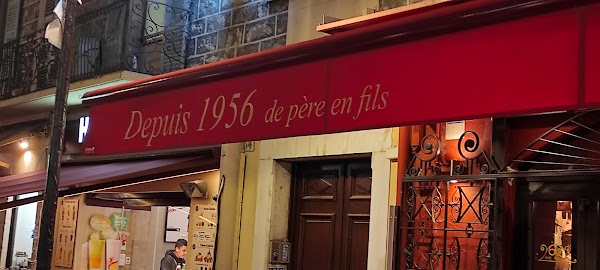 Depuis 1956 de père en fils
H